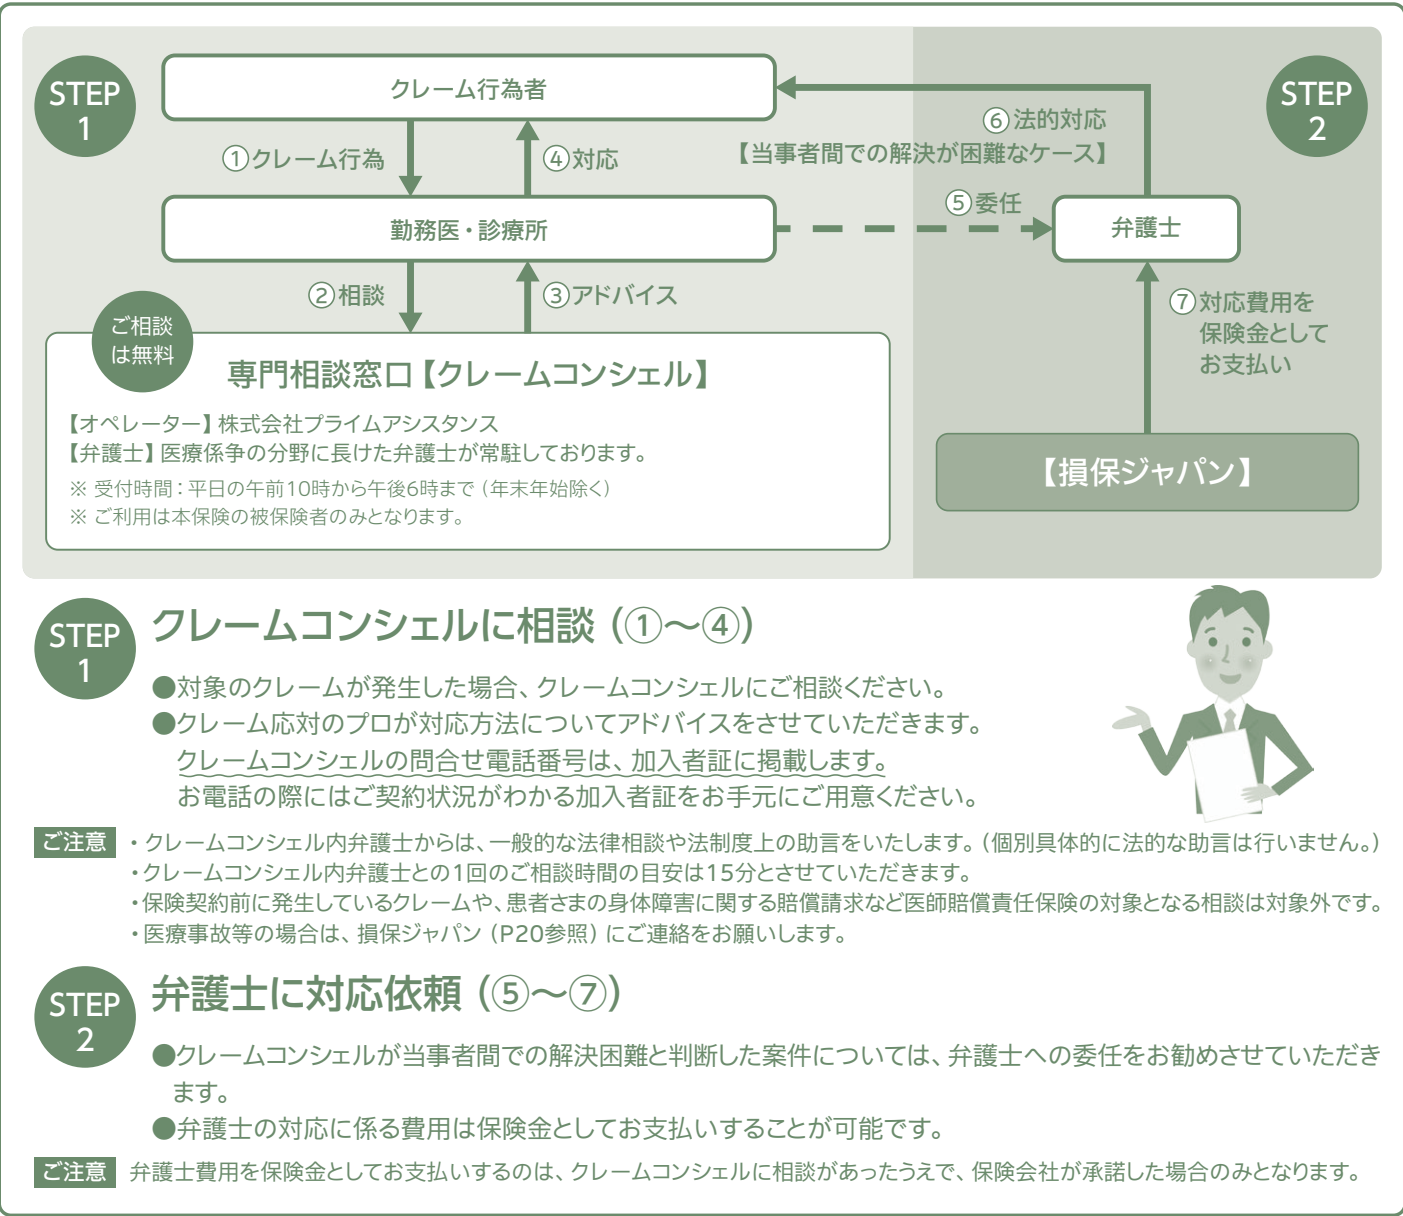 STEP
1
クレーム行為者
STEP
2
⑥法的対応
【当事者間での解決が困難なケース】
①クレーム行為
④対応
⑤委任
勤務医・診療所
弁護士
②相談
③アドバイス
⑦対応費用を
保険金として
お支払い
ご相談
は無料
専門相談窓口【クレームコンシェル】
【オペレーター】株式会社プライムアシスタンス
【弁護士】医療係争の分野に長けた弁護士が常駐しております。
※ 受付時間：平日の午前10時から午後6時まで（年末年始除く）
※ ご利用は本保険の被保険者のみとなります。
【損保ジャパン】
STEP
1
クレームコンシェルに相談（①～④）
●対象のクレームが発生した場合、クレームコンシェルにご相談ください。
●クレーム応対のプロが対応方法についてアドバイスをさせていただきます。
クレームコンシェルの問合せ電話番号は、加入者証に掲載します。
お電話の際にはご契約状況がわかる加入者証をお手元にご用意ください。
ご注意 ・クレームコンシェル内弁護士からは、一般的な法律相談や法制度上の助言をいたします。（個別具体的に法的な助言は行いません。）
・クレームコンシェル内弁護士との1回のご相談時間の目安は15分とさせていただきます。
・保険契約前に発生しているクレームや、患者さまの身体障害に関する賠償請求など医師賠償責任保険の対象となる相談は対象外です。
・医療事故等の場合は、損保ジャパン（P20参照）にご連絡をお願いします。
STEP
2
弁護士に対応依頼（⑤～⑦）
●クレームコンシェルが当事者間での解決困難と判断した案件については、弁護士への委任をお勧めさせていただき
ます。
●弁護士の対応に係る費用は保険金としてお支払いすることが可能です。
ご注意 弁護士費用を保険金としてお支払いするのは、クレームコンシェルに相談があったうえで、保険会社が承諾した場合のみとなります。